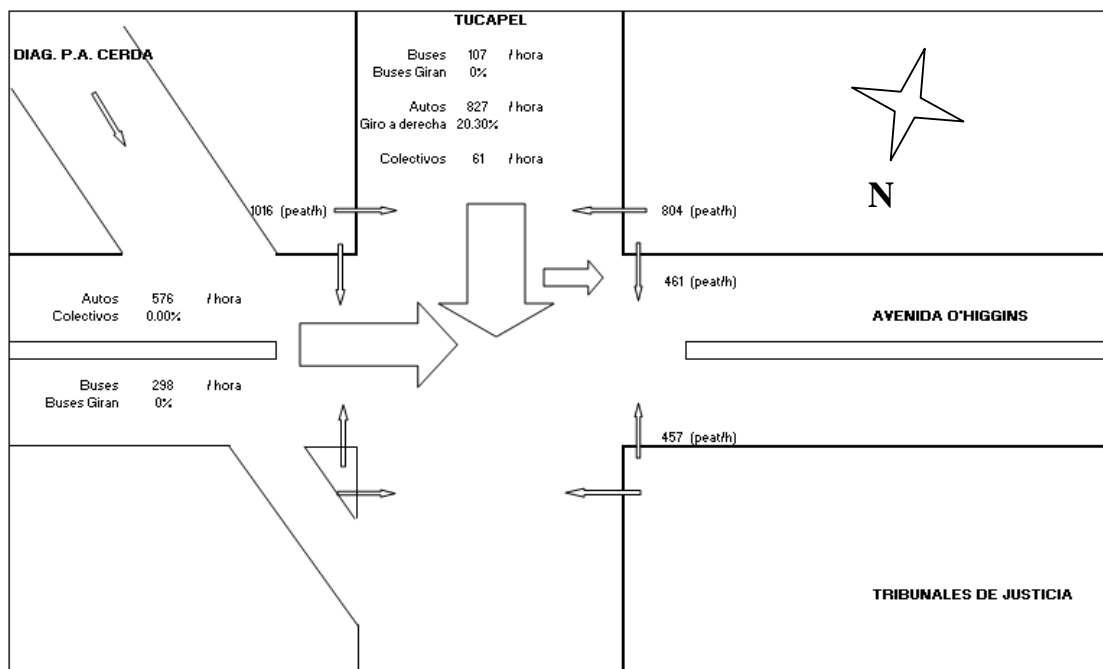 TUCAPEL
DIAG. P.A. CERDA
Buses 107 / hora
Buses Giran 0%
Autos 827 / hora
Giro a derecha 20.30%
Colectivos 61 / hora
N
1016 (peat/h)
804 (peat/h)
461 (peat/h)
Autos 576 / hora
Colectivos 0.00%
AVENIDA O'HIGGINS
Buses 298 / hora
Buses Giran 0%
457 (peat/h)
TRIBUNALES DE JUSTICIA